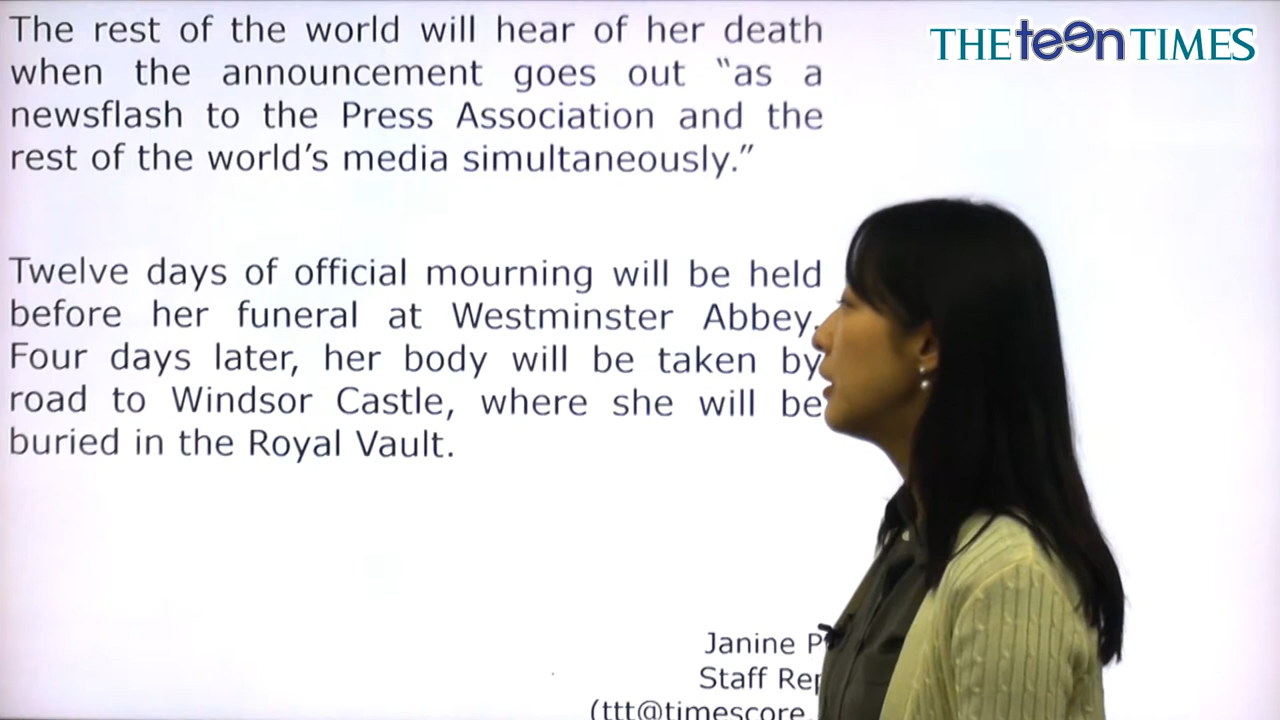 THE teen TIMES
The rest of the world will hear of her death
when the announcement goes out “as a
newsflash to the Press Association and the
rest of the world’s media simultaneously.”
Twelve days of official mourning will be held
before her funeral at Westminster Abbey.
Four days later, her body will be taken by
road to Windsor Castle, where she will be
buried in the Royal Vault.
Janine P
Staff Rep
(ttt@timescore.